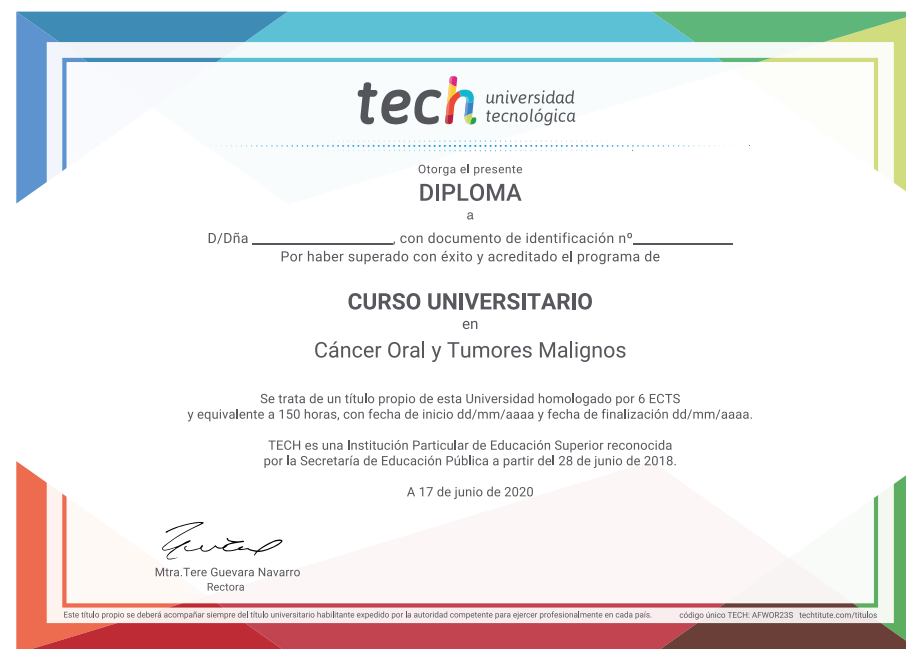 tech universidad
tecnológica
Otorga el presente
DIPLOMA
a
D/Dña ____________________, con documento de identificación nº______________
Por haber superado con éxito y acreditado el programa de
CURSO UNIVERSITARIO
en
Cáncer Oral y Tumores Malignos
Se trata de un título propio de esta Universidad homologado por 6 ECTS
y equivalente a 150 horas, con fecha de inicio dd/mm/aaaa y fecha de finalización dd/mm/aaaa.
TECH es una Institución Particular de Educación Superior reconocida
por la Secretaría de Educación Pública a partir del 28 de junio de 2018.
A 17 de junio de 2020
Mtra.Tere Guevara Navarro
Rectora
Este título propio se deberá acompañar siempre del título universitario habilitante expedido por la autoridad competente para ejercer profesionalmente en cada país. código único TECH: AFWOR23S techtitute.com/titulos